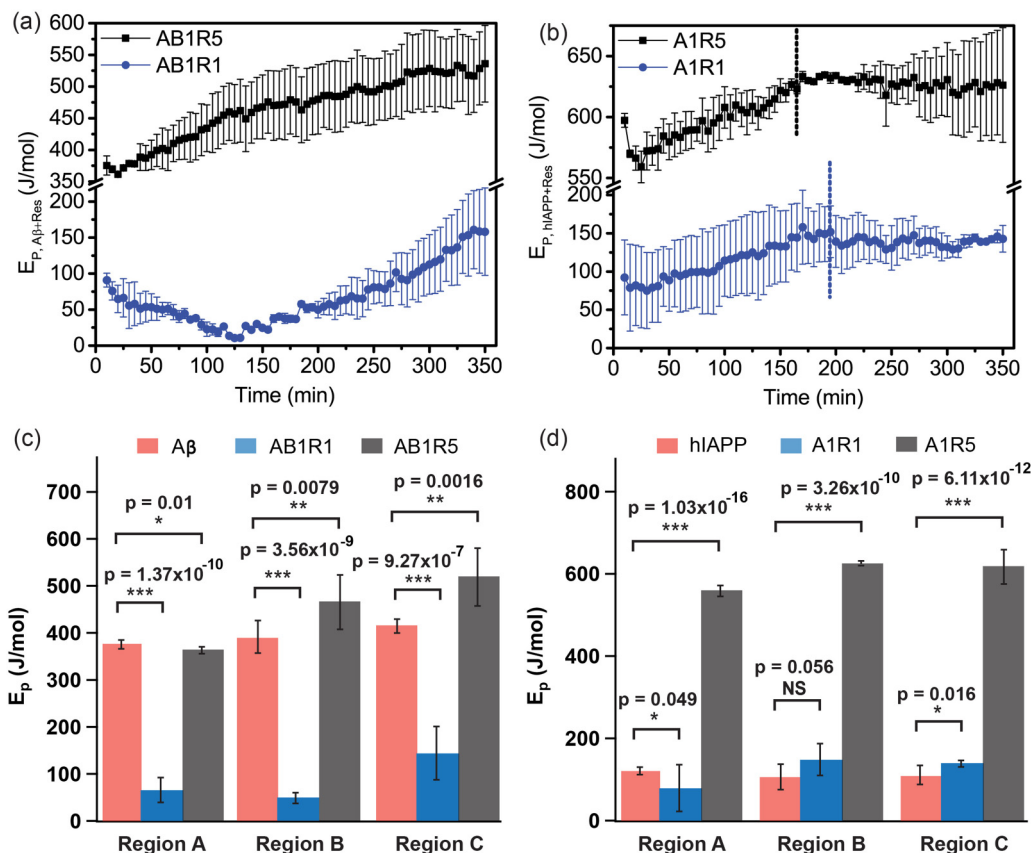 (a)
AB1R5
AB1R1
E_P, Aβ+Res (J/mol)
600
550
500
450
400
350
200
150
100
50
0
0 50 100 150 200 250 300 350
Time (min)
(b)
A1R5
A1R1
E_P, hIAPP+Res (J/mol)
650
600
550
200
150
100
50
0
0 50 100 150 200 250 300 350
Time (min)
(c)
Aβ AB1R1 AB1R5
E_p (J/mol)
700
600
500
400
300
200
100
0
p = 0.01
*
p = 1.37x10^-10
***
p = 0.0079
**
p = 3.56x10^-9
***
p = 0.0016
**
p = 9.27x10^-7
***
Region A Region B Region C
(d)
hIAPP A1R1 A1R5
E_p (J/mol)
800
600
400
200
0
p = 1.03x10^-16
***
p = 0.049
*
p = 3.26x10^-10
***
p = 0.056
NS
p = 6.11x10^-12
***
p = 0.016
*
Region A Region B Region C